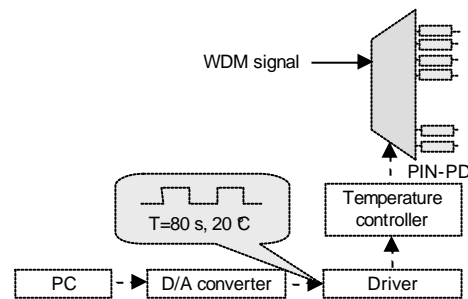 WDM signal
PIN-PD
Temperature
controller
T=80 s, 20 ℃
PC
D/A converter
Driver